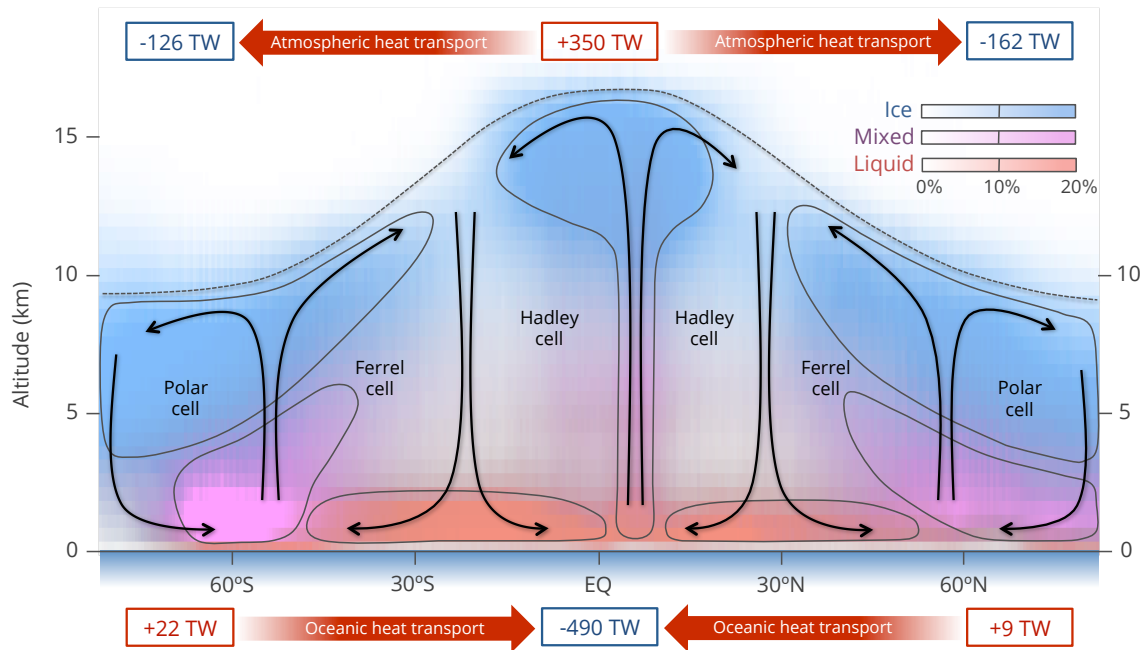 -126 TW
Atmospheric heat transport
+350 TW
Atmospheric heat transport
-162 TW
Ice
Mixed
Liquid
0%
10%
20%
Altitude (km)
15
10
5
0
10
5
0
Polar
cell
Ferrel
cell
Hadley
cell
Hadley
cell
Ferrel
cell
Polar
cell
60ºS
30ºS
EQ
30ºN
60ºN
+22 TW
Oceanic heat transport
-490 TW
Oceanic heat transport
+9 TW